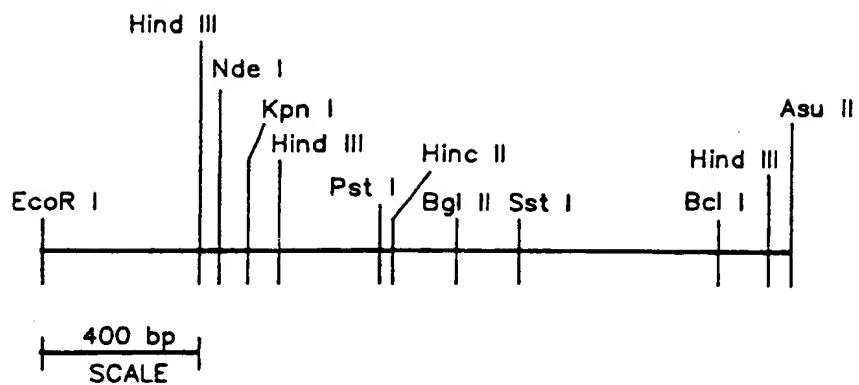 Hind III
Nde I
Kpn I
Asu II
Hind III
Hinc II
Hind III
Pst I
EcoR I
Bgl II
Sst I
Bcl I
400 bp
SCALE